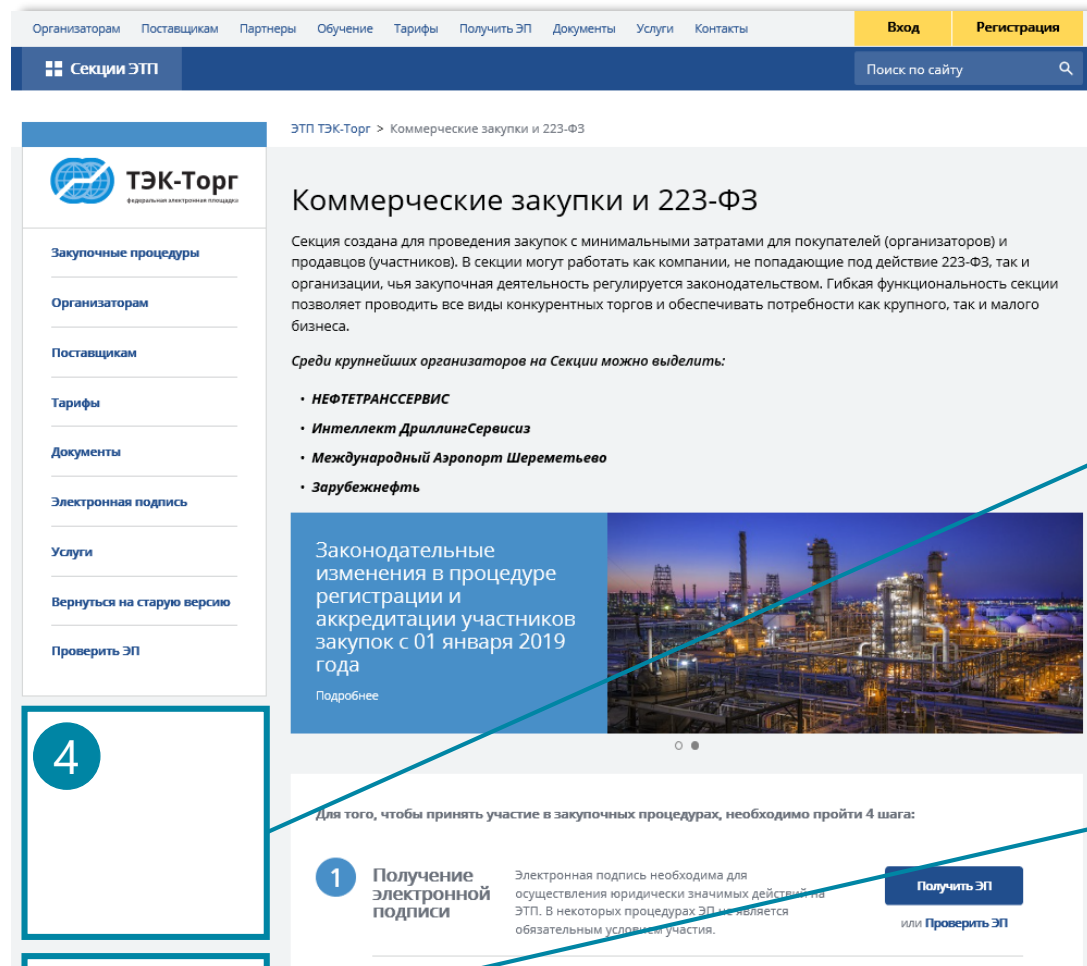 Организаторам Поставщикам Партнеры Обучение Тарифы Получить ЭП Документы Услуги Контакты Вход Регистрация
Секции ЭТП Поиск по сайту
ЭТП ТЭК-Торг > Коммерческие закупки и 223-ФЗ
ТЭК-Торг
федеральная электронная площадка
Закупочные процедуры
Организаторам
Поставщикам
Тарифы
Документы
Электронная подпись
Услуги
Вернуться на старую версию
Проверить ЭП
4
Коммерческие закупки и 223-ФЗ
Секция создана для проведения закупок с минимальными затратами для покупателей (организаторов) и
продавцов (участников). В секции могут работать как компании, не попадающие под действие 223-ФЗ, так и
организации, чья закупочная деятельность регулируется законодательством. Гибкая функциональность секции
позволяет проводить все виды конкурентных торгов и обеспечивать потребности как крупного, так и малого
бизнеса.
Среди крупнейших организаторов на Секции можно выделить:
• НЕФТЕТРАНССЕРВИС
• Интеллект ДриллингСервисиз
• Международный Аэропорт Шереметьево
• Зарубежнефть
Законодательные
изменения в процедуре
регистрации и
аккредитации участников
закупок с 01 января 2019
года
Подробнее
Для того, чтобы принять участие в закупочных процедурах, необходимо пройти 4 шага:
1
Получение
электронной
подписи
Электронная подпись необходима для
осуществления юридически значимых действий на
ЭТП. В некоторых процедурах ЭП не является
обязательным условием участия.
Получить ЭП
или Проверить ЭП